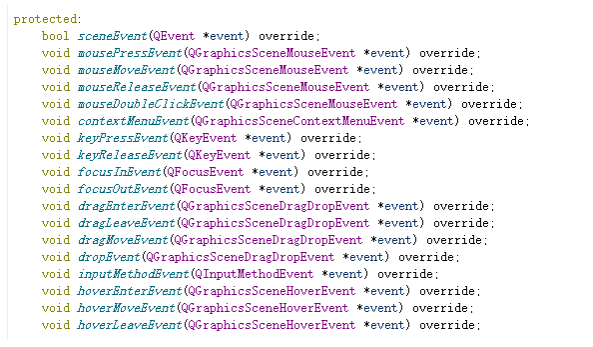 protected:
bool sceneEvent(QEvent *event) override;
void mousePressEvent(QGraphicsSceneMouseEvent *event) override;
void mouseMoveEvent(QGraphicsSceneMouseEvent *event) override;
void mouseReleaseEvent(QGraphicsSceneMouseEvent *event) override;
void mouseDoubleClickEvent(QGraphicsSceneMouseEvent *event) override;
void contextMenuEvent(QGraphicsSceneContextMenuEvent *event) override;
void keyPressEvent(QKeyEvent *event) override;
void keyReleaseEvent(QKeyEvent *event) override;
void focusInEvent(QFocusEvent *event) override;
void focusOutEvent(QFocusEvent *event) override;
void dragEnterEvent(QGraphicsSceneDragDropEvent *event) override;
void dragLeaveEvent(QGraphicsSceneDragDropEvent *event) override;
void dragMoveEvent(QGraphicsSceneDragDropEvent *event) override;
void dropEvent(QGraphicsSceneDragDropEvent *event) override;
void inputMethodEvent(QInputMethodEvent *event) override;
void hoverEnterEvent(QGraphicsSceneHoverEvent *event) override;
void hoverMoveEvent(QGraphicsSceneHoverEvent *event) override;
void hoverLeaveEvent(QGraphicsSceneHoverEvent *event) override;